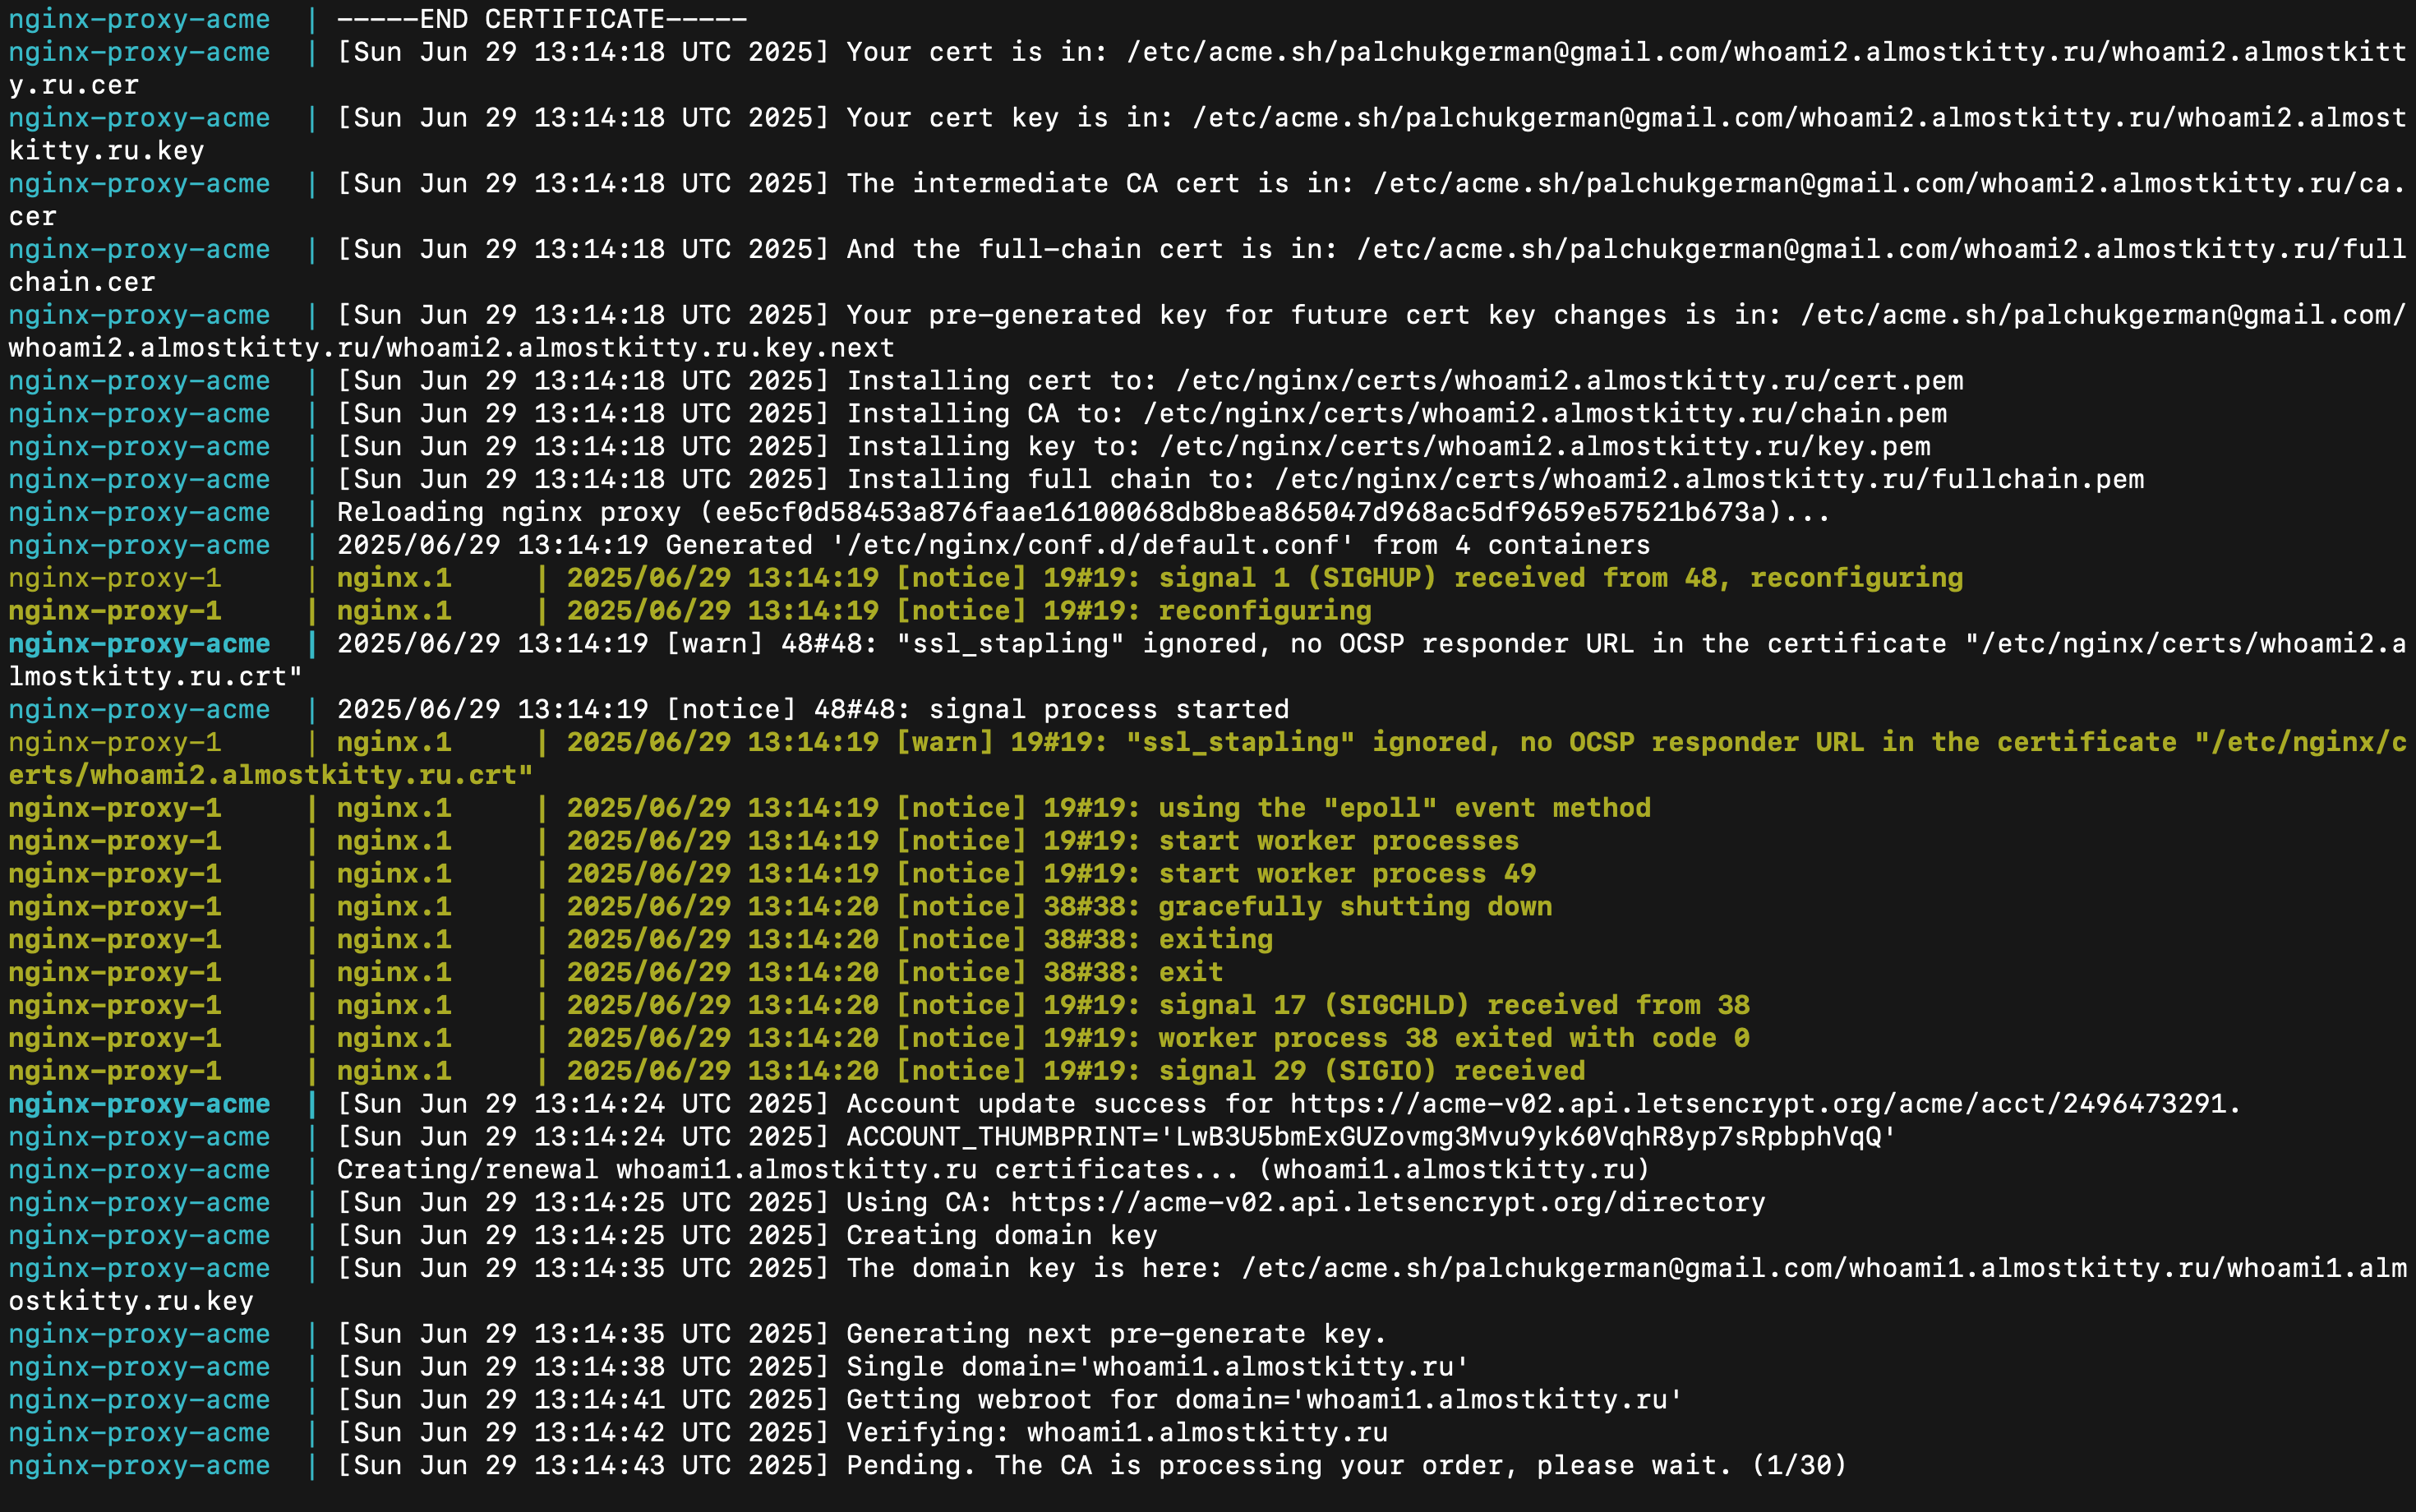 nginx-proxy-acme  | -----END CERTIFICATE-----
nginx-proxy-acme  | [Sun Jun 29 13:14:18 UTC 2025] Your cert is in: /etc/acme.sh/palchukgerman@gmail.com/whoami2.almostkitty.ru/whoami2.almostkitt
y.ru.cer
nginx-proxy-acme  | [Sun Jun 29 13:14:18 UTC 2025] Your cert key is in: /etc/acme.sh/palchukgerman@gmail.com/whoami2.almostkitty.ru/whoami2.almost
kitty.ru.key
nginx-proxy-acme  | [Sun Jun 29 13:14:18 UTC 2025] The intermediate CA cert is in: /etc/acme.sh/palchukgerman@gmail.com/whoami2.almostkitty.ru/ca.
cer
nginx-proxy-acme  | [Sun Jun 29 13:14:18 UTC 2025] And the full-chain cert is in: /etc/acme.sh/palchukgerman@gmail.com/whoami2.almostkitty.ru/full
chain.cer
nginx-proxy-acme  | [Sun Jun 29 13:14:18 UTC 2025] Your pre-generated key for future cert key changes is in: /etc/acme.sh/palchukgerman@gmail.com/
whoami2.almostkitty.ru/whoami2.almostkitty.ru.key.next
nginx-proxy-acme  | [Sun Jun 29 13:14:18 UTC 2025] Installing cert to: /etc/nginx/certs/whoami2.almostkitty.ru/cert.pem
nginx-proxy-acme  | [Sun Jun 29 13:14:18 UTC 2025] Installing CA to: /etc/nginx/certs/whoami2.almostkitty.ru/chain.pem
nginx-proxy-acme  | [Sun Jun 29 13:14:18 UTC 2025] Installing key to: /etc/nginx/certs/whoami2.almostkitty.ru/key.pem
nginx-proxy-acme  | [Sun Jun 29 13:14:18 UTC 2025] Installing full chain to: /etc/nginx/certs/whoami2.almostkitty.ru/fullchain.pem
nginx-proxy-acme  | Reloading nginx proxy (ee5cf0d58453a876faae16100068db8bea865047d968ac5df9659e57521b673a)...
nginx-proxy-acme  | 2025/06/29 13:14:19 Generated '/etc/nginx/conf.d/default.conf' from 4 containers
nginx-proxy-1     | nginx.1     | 2025/06/29 13:14:19 [notice] 19#19: signal 1 (SIGHUP) received from 48, reconfiguring
nginx-proxy-1     | nginx.1     | 2025/06/29 13:14:19 [notice] 19#19: reconfiguring
nginx-proxy-acme  | 2025/06/29 13:14:19 [warn] 48#48: "ssl_stapling" ignored, no OCSP responder URL in the certificate "/etc/nginx/certs/whoami2.a
lmostkitty.ru.crt"
nginx-proxy-acme  | 2025/06/29 13:14:19 [notice] 48#48: signal process started
nginx-proxy-1     | nginx.1     | 2025/06/29 13:14:19 [warn] 19#19: "ssl_stapling" ignored, no OCSP responder URL in the certificate "/etc/nginx/c
erts/whoami2.almostkitty.ru.crt"
nginx-proxy-1     | nginx.1     | 2025/06/29 13:14:19 [notice] 19#19: using the "epoll" event method
nginx-proxy-1     | nginx.1     | 2025/06/29 13:14:19 [notice] 19#19: start worker processes
nginx-proxy-1     | nginx.1     | 2025/06/29 13:14:19 [notice] 19#19: start worker process 49
nginx-proxy-1     | nginx.1     | 2025/06/29 13:14:20 [notice] 38#38: gracefully shutting down
nginx-proxy-1     | nginx.1     | 2025/06/29 13:14:20 [notice] 38#38: exiting
nginx-proxy-1     | nginx.1     | 2025/06/29 13:14:20 [notice] 38#38: exit
nginx-proxy-1     | nginx.1     | 2025/06/29 13:14:20 [notice] 19#19: signal 17 (SIGCHLD) received from 38
nginx-proxy-1     | nginx.1     | 2025/06/29 13:14:20 [notice] 19#19: worker process 38 exited with code 0
nginx-proxy-1     | nginx.1     | 2025/06/29 13:14:20 [notice] 19#19: signal 29 (SIGIO) received
nginx-proxy-acme  | [Sun Jun 29 13:14:24 UTC 2025] Account update success for https://acme-v02.api.letsencrypt.org/acme/acct/2496473291.
nginx-proxy-acme  | [Sun Jun 29 13:14:24 UTC 2025] ACCOUNT_THUMBPRINT='LwB3U5bmExGUZovmg3Mvu9yk60VqhR8yp7sRpbphVqQ'
nginx-proxy-acme  | Creating/renewal whoami1.almostkitty.ru certificates... (whoami1.almostkitty.ru)
nginx-proxy-acme  | [Sun Jun 29 13:14:25 UTC 2025] Using CA: https://acme-v02.api.letsencrypt.org/directory
nginx-proxy-acme  | [Sun Jun 29 13:14:25 UTC 2025] Creating domain key
nginx-proxy-acme  | [Sun Jun 29 13:14:35 UTC 2025] The domain key is here: /etc/acme.sh/palchukgerman@gmail.com/whoami1.almostkitty.ru/whoami1.alm
ostkitty.ru.key
nginx-proxy-acme  | [Sun Jun 29 13:14:35 UTC 2025] Generating next pre-generate key.
nginx-proxy-acme  | [Sun Jun 29 13:14:38 UTC 2025] Single domain='whoami1.almostkitty.ru'
nginx-proxy-acme  | [Sun Jun 29 13:14:41 UTC 2025] Getting webroot for domain='whoami1.almostkitty.ru'
nginx-proxy-acme  | [Sun Jun 29 13:14:42 UTC 2025] Verifying: whoami1.almostkitty.ru
nginx-proxy-acme  | [Sun Jun 29 13:14:43 UTC 2025] Pending. The CA is processing your order, please wait. (1/30)